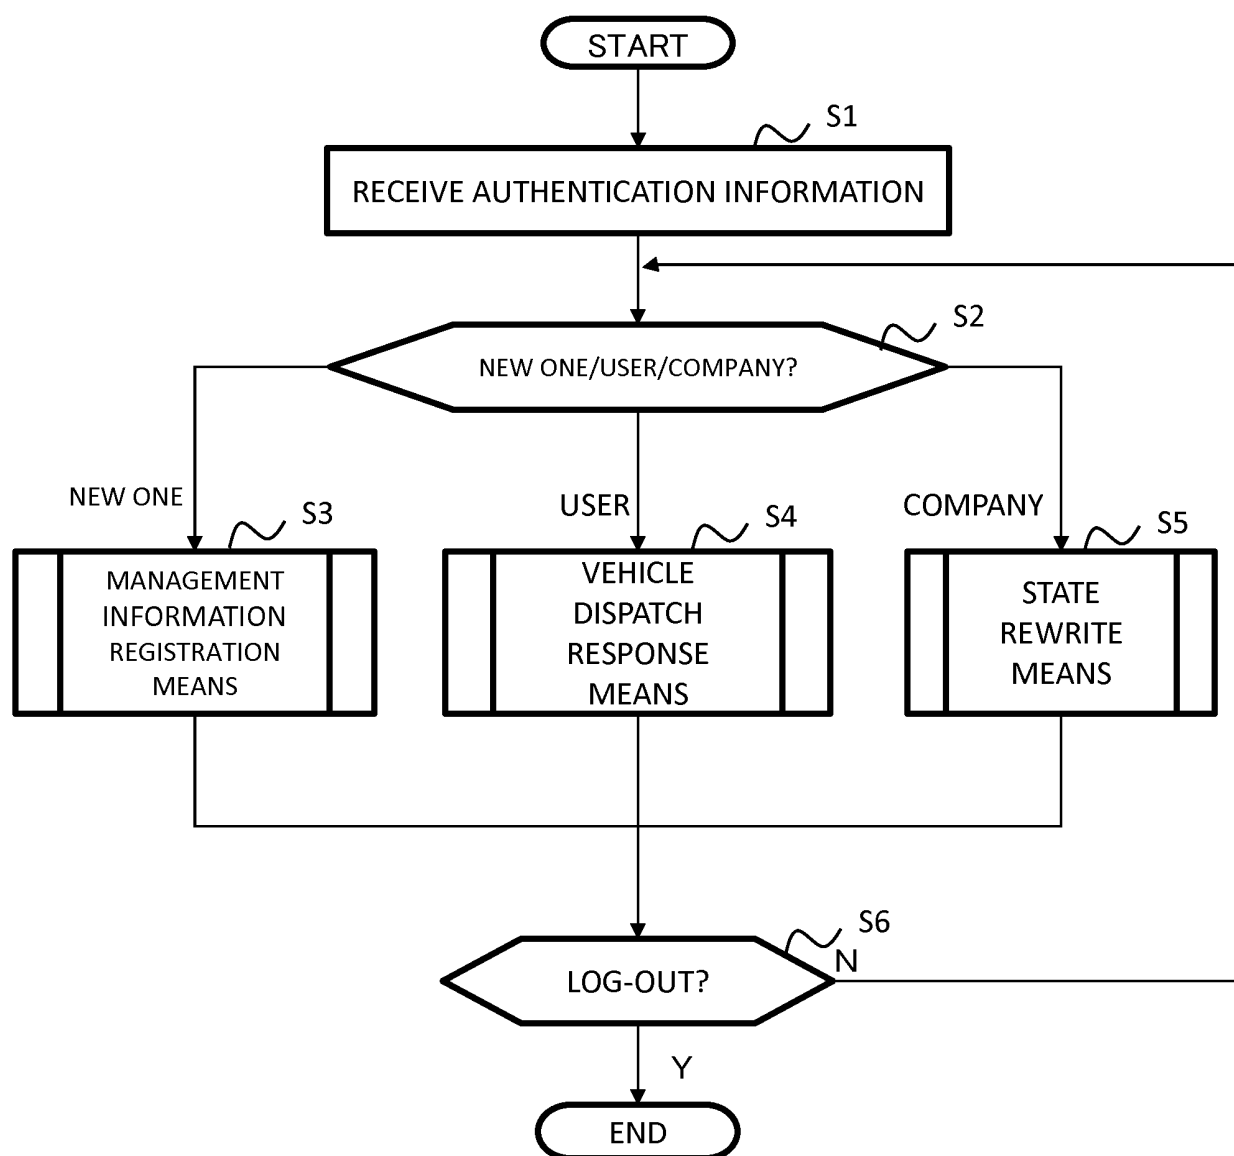 START
S1
RECEIVE AUTHENTICATION INFORMATION
S2
NEW ONE/USER/COMPANY?
NEW ONE
USER
COMPANY
S3
S4
S5
MANAGEMENT
INFORMATION
REGISTRATION
MEANS
VEHICLE
DISPATCH
RESPONSE
MEANS
STATE
REWRITE
MEANS
S6
LOG-OUT?
N
Y
END